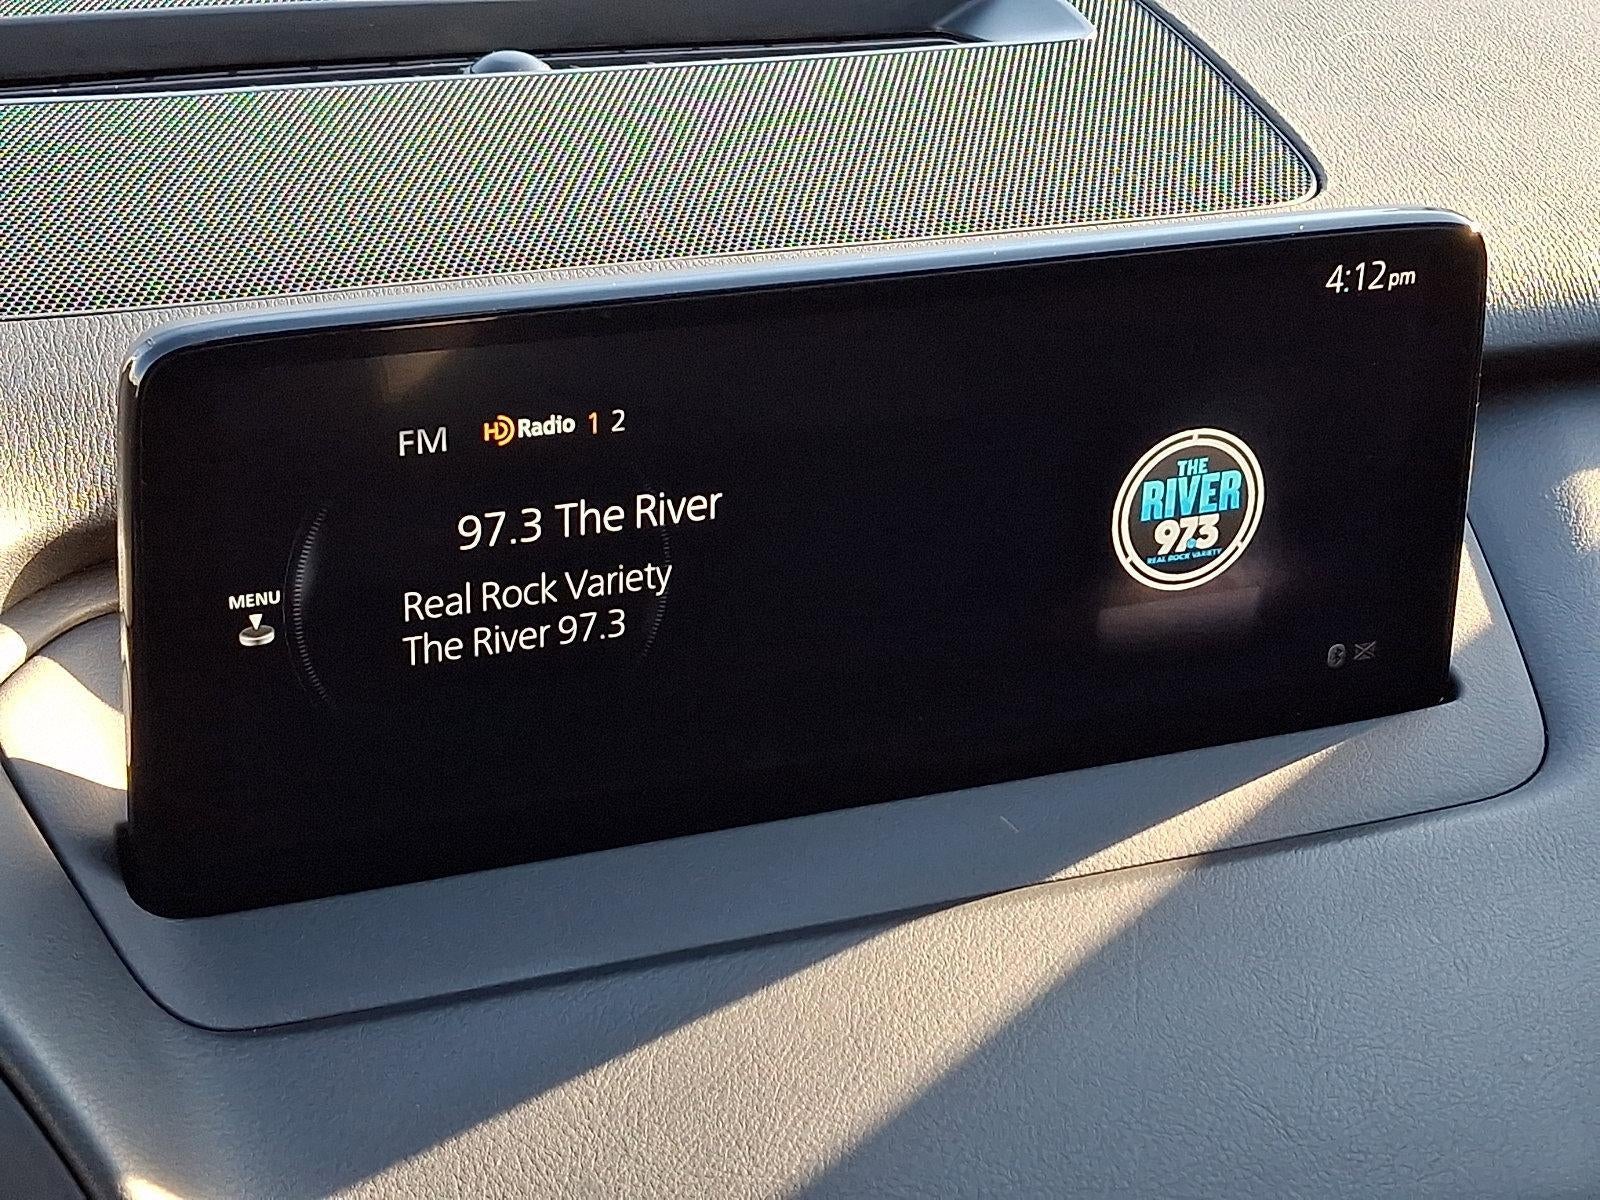 4:12pm
FM HD Radio 1 2
97.3 The River
Real Rock Variety
The River 97.3
MENU
THE
RIVER
97.3
REAL ROCK VARIETY